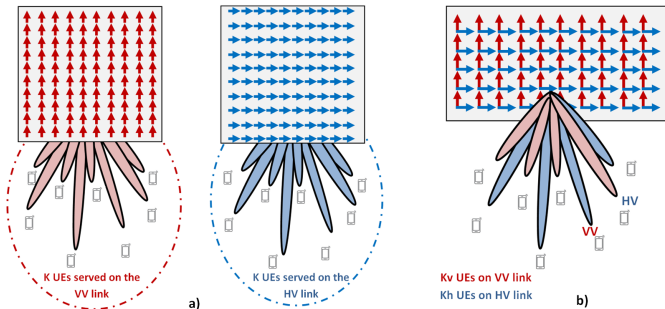 K UEs served on the
VV link
a)
K UEs served on the
HV link
HV
VV
Kv UEs on VV link
Kh UEs on HV link
b)